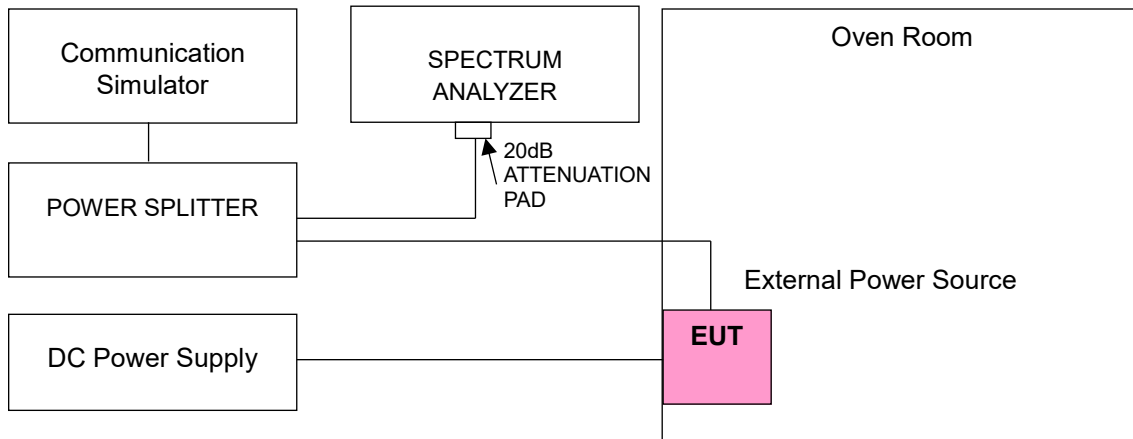 Communication
Simulator
SPECTRUM
ANALYZER
Oven Room
20dB
ATTENUATION
PAD
POWER SPLITTER
External Power Source
EUT
DC Power Supply